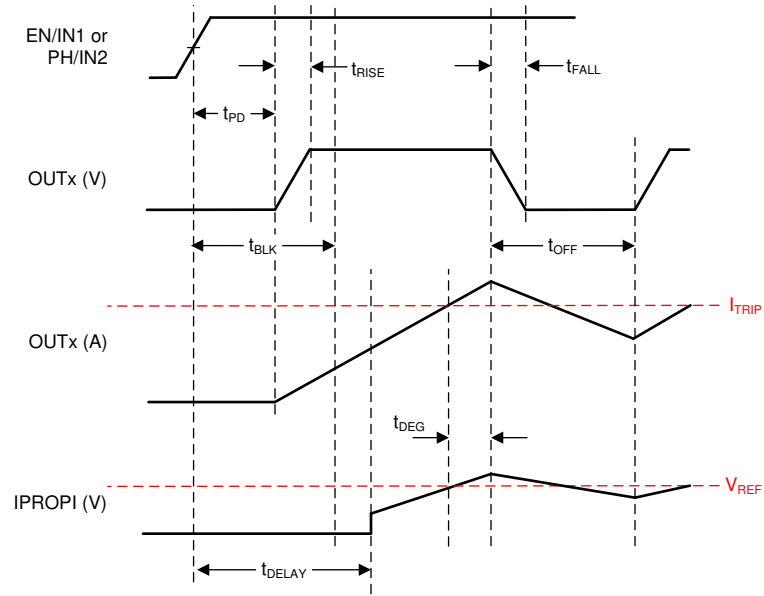 EN/IN1 or
PH/IN2
tRISE
tFALL
tPD
OUTx (V)
tBLK
tOFF
ITRIP
OUTx (A)
tDEG
VREF
IPROPI (V)
tDELAY